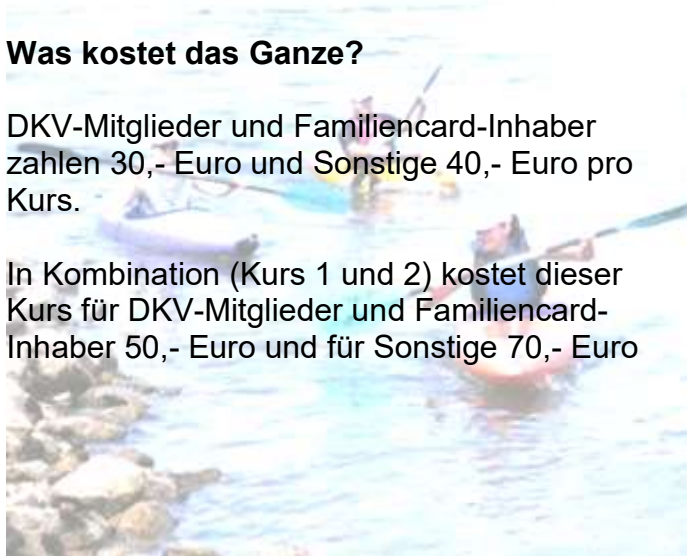 Was kostet das Ganze?
DKV-Mitglieder und Familiencard-Inhaber
zahlen 30,- Euro und Sonstige 40,- Euro pro
Kurs.
In Kombination (Kurs 1 und 2) kostet dieser
Kurs für DKV-Mitglieder und Familiencard-
Inhaber 50,- Euro und für Sonstige 70,- Euro